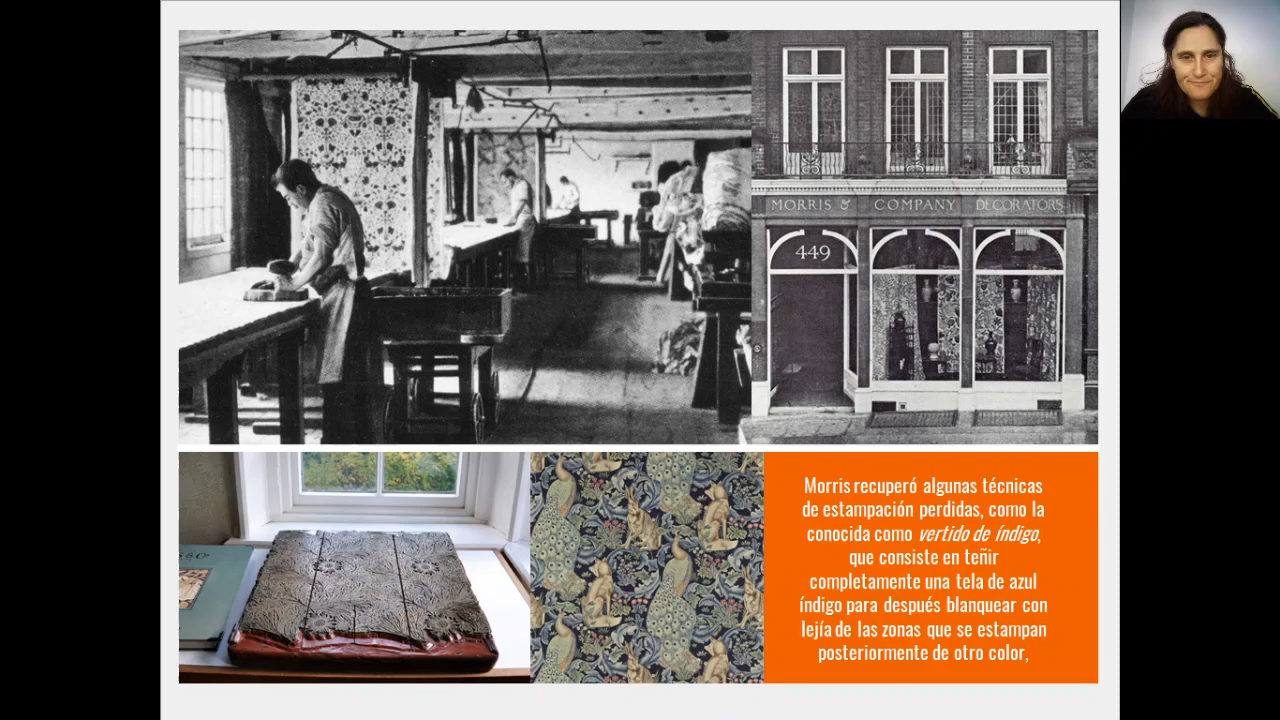 MORRIS & COMPANY DECORATORS
449
Morris recuperó algunas técnicas
de estampación perdidas, como la
conocida como vertido de índigo,
que consiste en teñir
completamente una tela de azul
índigo para después blanquear con
lejía de las zonas que se estampan
posteriormente de otro color,